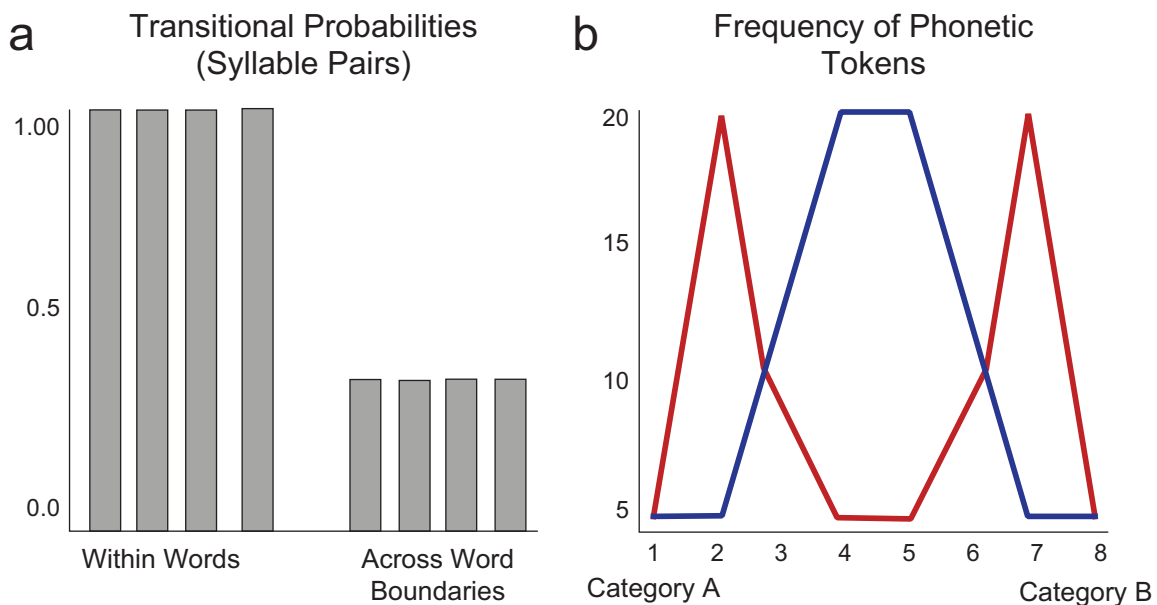 a
Transitional Probabilities
(Syllable Pairs)
1.00
0.5
0.0
Within Words
Across Word
Boundaries
b
Frequency of Phonetic
Tokens
20
15
10
5
1 2 3 4 5 6 7 8
Category A
Category B